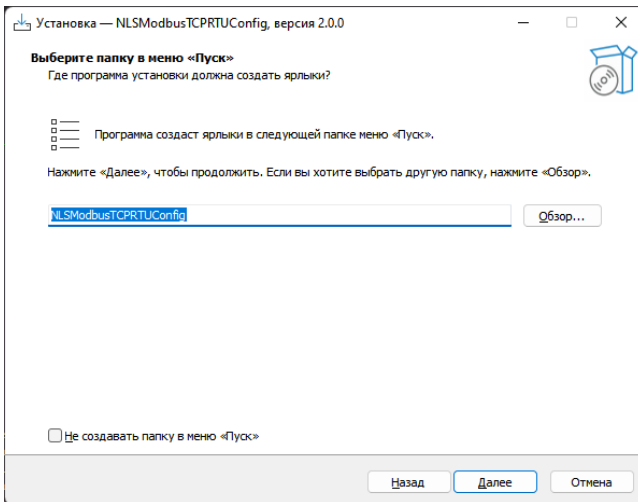 Установка — NLSModbusTCPRTUConfig, версия 2.0.0
Выберите папку в меню «Пуск»
Где программа установки должна создать ярлыки?
Программа создаст ярлыки в следующей папке меню «Пуск».
Нажмите «Далее», чтобы продолжить. Если вы хотите выбрать другую папку, нажмите «Обзор».
NLSModbusTCPRTUConfig
Обзор...
Не создавать папку в меню «Пуск»
Назад
Далее
Отмена